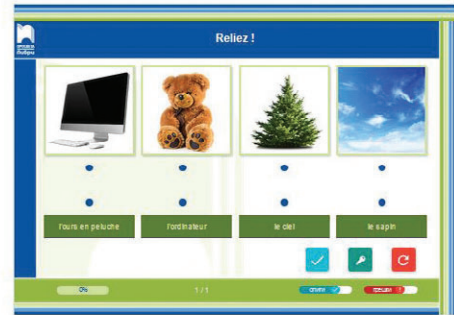 Reliez !
l'ours en peluche
l'ordinateur
le ciel
le sapin
0%
1 / 1